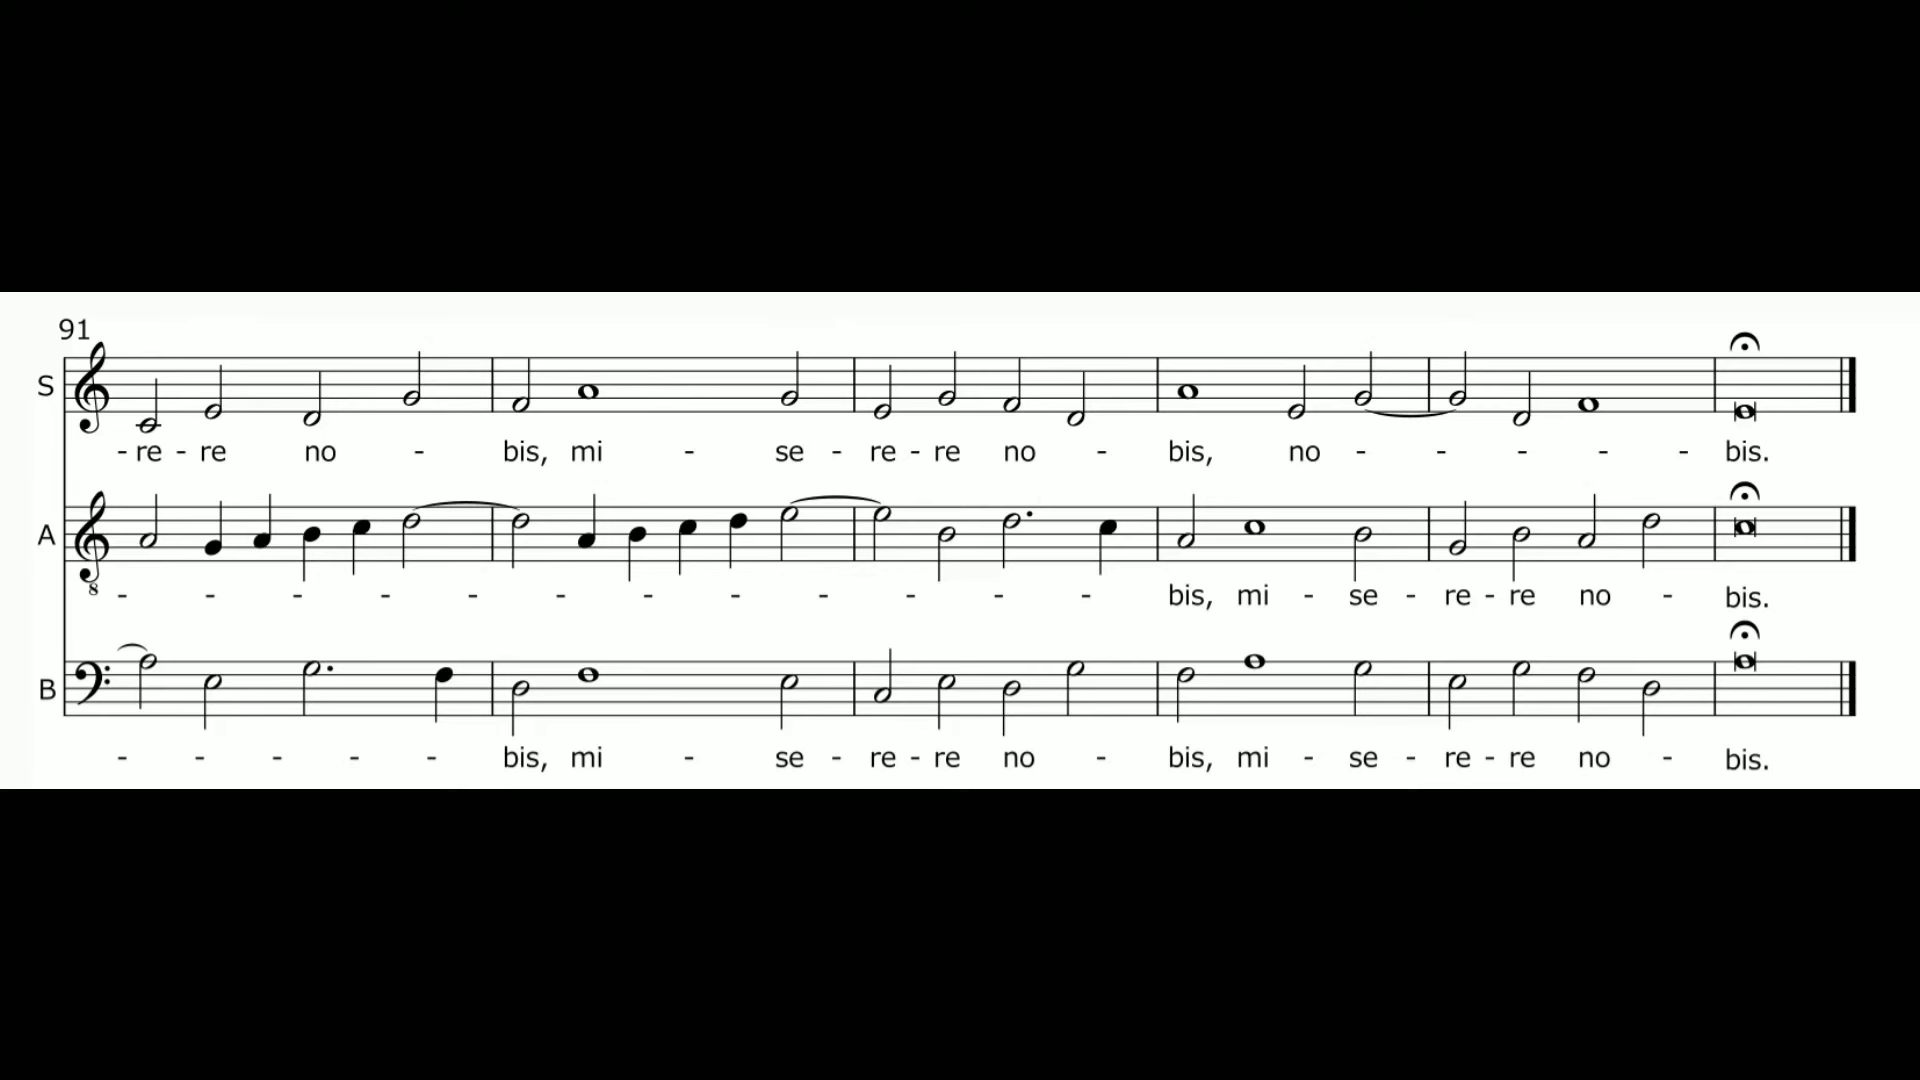 91
S
- re - re no - bis, mi - se - re - re no - bis, no - - - - - bis.
A
8
- - - - - - - - - - - - bis, mi - se - re - re no - bis.
B
- - - - - bis, mi - se - re - re no - bis, mi - se - re - re no - bis.